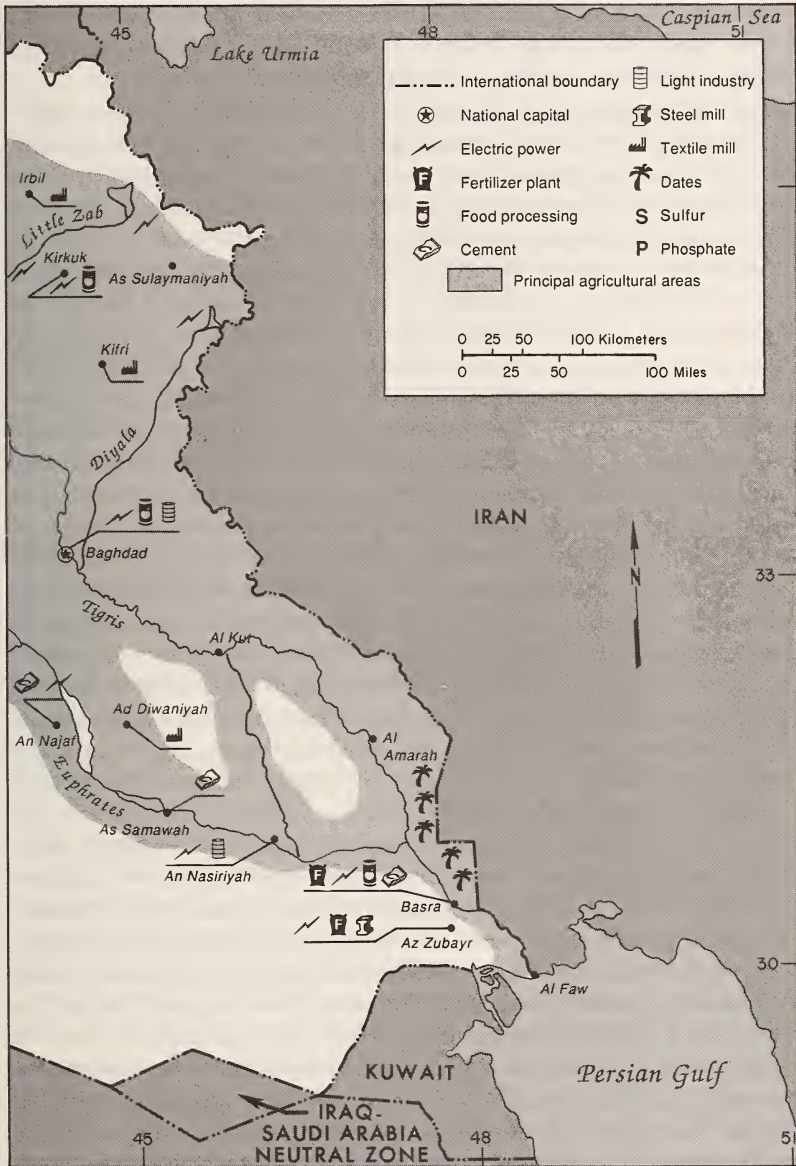 45
48
51
Caspian Sea
Lake Urmia
International boundary
Light industry
National capital
Steel mill
Electric power
Textile mill
F
Fertilizer plant
Dates
Food processing
S
Sulfur
Cement
P
Phosphate
Principal agricultural areas
0 25 50 100 Kilometers
0 25 50 100 Miles
Irbil
Little Zab
Kirkuk
As Sulaymaniyah
Kifri
Diyala
IRAN
Baghdad
N
33
Tigris
Al Kut
Ad Diwaniyah
An Najaf
Al
Amarah
Euphrates
As Samawah
An Nasiriyah
F
Basra
F
Az Zubayr
30
Al Faw
KUWAIT
Persian Gulf
IRAQ-
SAUDI ARABIA
NEUTRAL ZONE
45
48
51